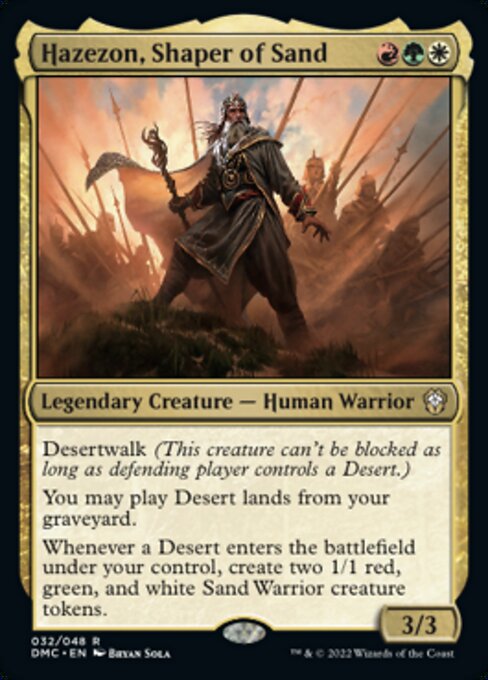 Hazezon, Shaper of Sand
Legendary Creature — Human Warrior
Desertwalk (This creature can't be blocked as
long as defending player controls a Desert.)
You may play Desert lands from your
graveyard.
Whenever a Desert enters the battlefield
under your control, create two 1/1 red,
green, and white Sand Warrior creature
tokens.
3/3
032/048 R
DMC • EN Bryan Sola
™ & © 2022 Wizards of the Coast